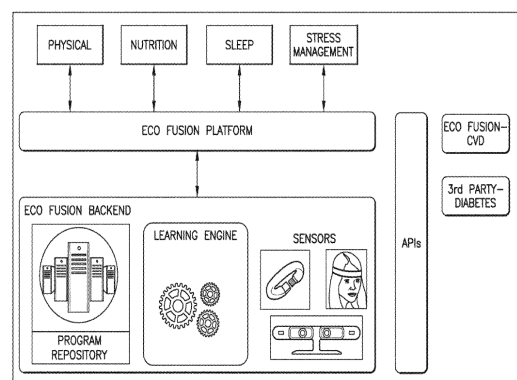 PHYSICAL
NUTRITION
SLEEP
STRESS
MANAGEMENT
ECO FUSION PLATFORM
ECO FUSION-
CVD
3rd PARTY-
DIABETES
APIs
ECO FUSION BACKEND
LEARNING ENGINE
SENSORS
PROGRAM
REPOSITORY